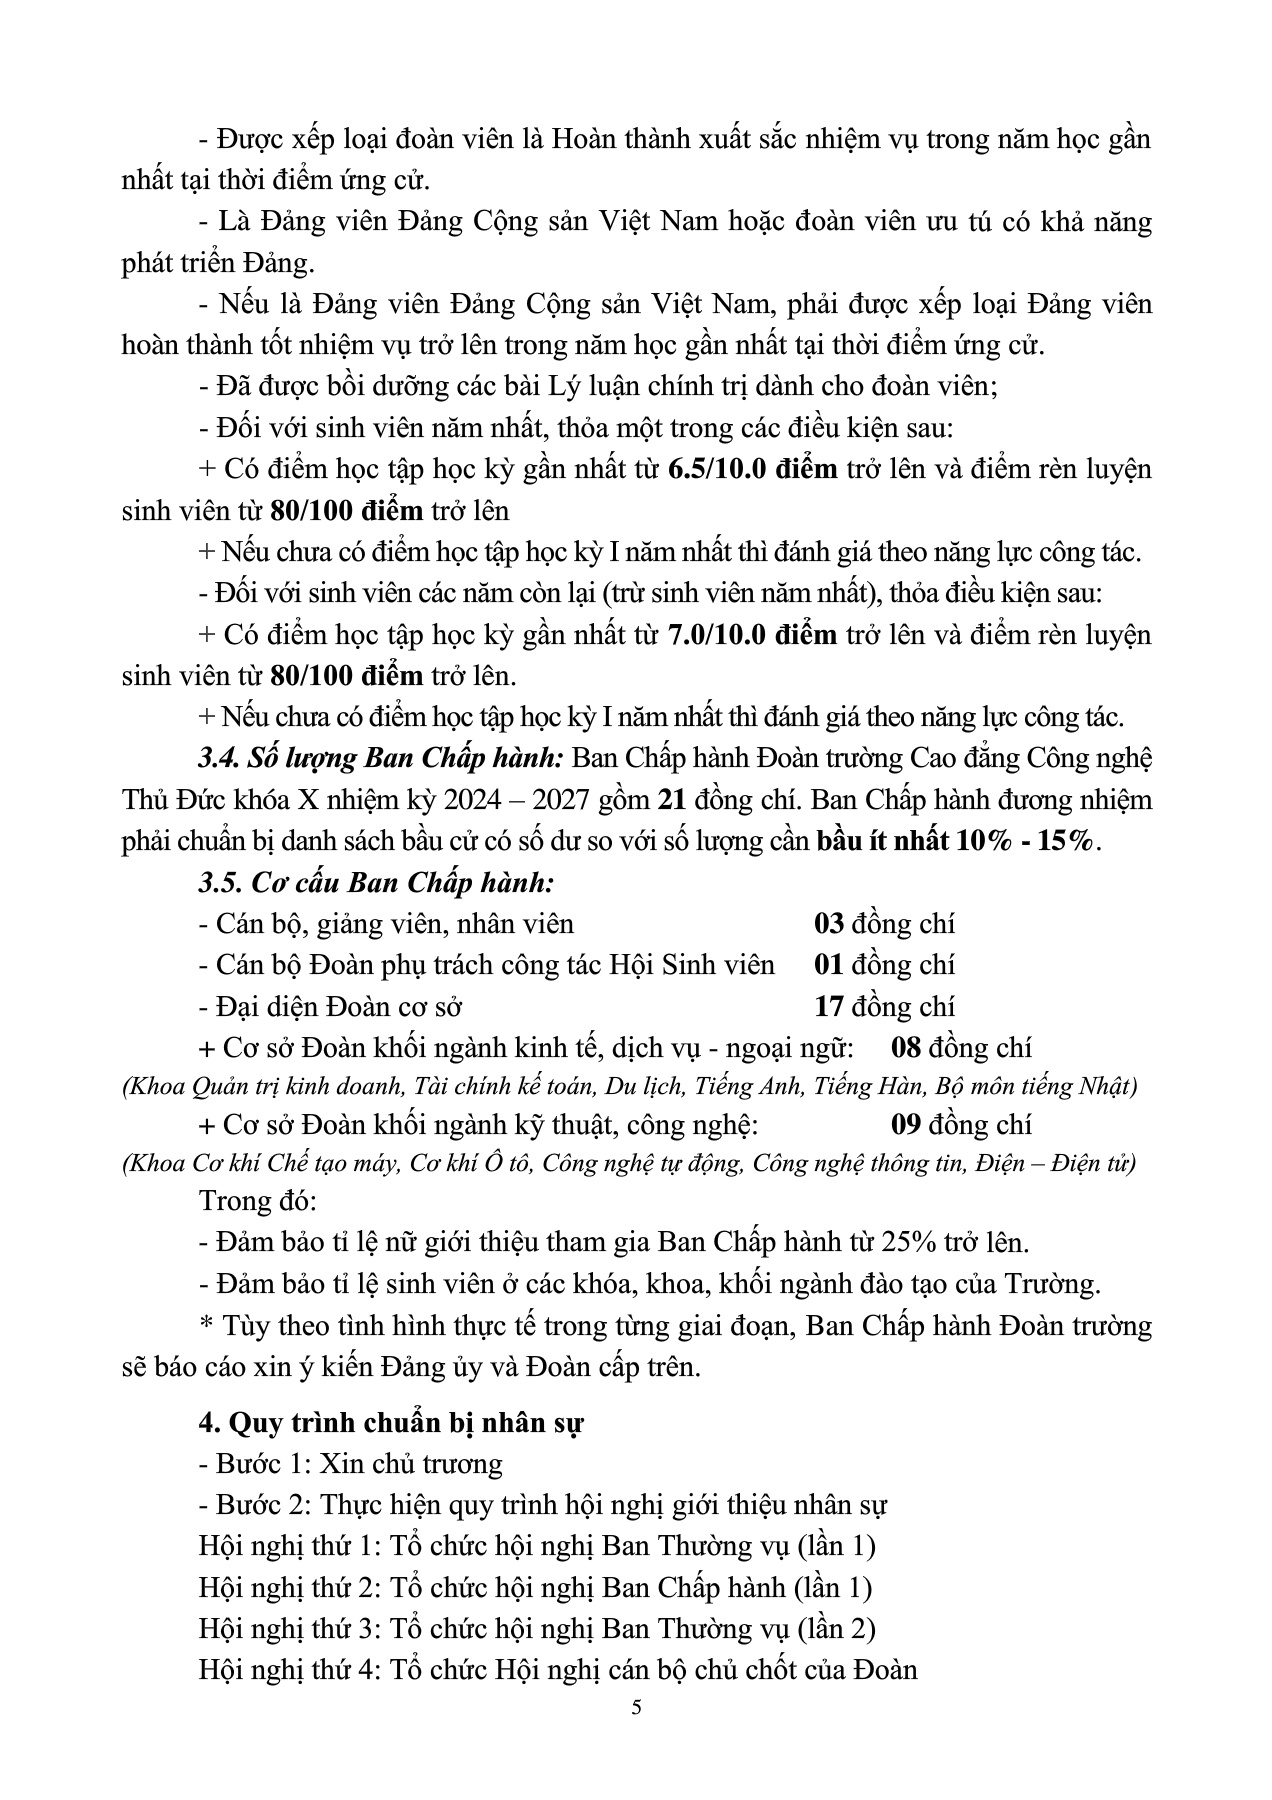 - Được xếp loại đoàn viên là Hoàn thành xuất sắc nhiệm vụ trong năm học gần
nhất tại thời điểm ứng cử.
- Là Đảng viên Đảng Cộng sản Việt Nam hoặc đoàn viên ưu tú có khả năng
phát triển Đảng.
- Nếu là Đảng viên Đảng Cộng sản Việt Nam, phải được xếp loại Đảng viên
hoàn thành tốt nhiệm vụ trở lên trong năm học gần nhất tại thời điểm ứng cử.
- Đã được bồi dưỡng các bài Lý luận chính trị dành cho đoàn viên;
- Đối với sinh viên năm nhất, thỏa một trong các điều kiện sau:
+ Có điểm học tập học kỳ gần nhất từ 6.5/10.0 điểm trở lên và điểm rèn luyện
sinh viên từ 80/100 điểm trở lên
+ Nếu chưa có điểm học tập học kỳ I năm nhất thì đánh giá theo năng lực công tác.
- Đối với sinh viên các năm còn lại (trừ sinh viên năm nhất), thỏa điều kiện sau:
+ Có điểm học tập học kỳ gần nhất từ 7.0/10.0 điểm trở lên và điểm rèn luyện
sinh viên từ 80/100 điểm trở lên.
+ Nếu chưa có điểm học tập học kỳ I năm nhất thì đánh giá theo năng lực công tác.
3.4. Số lượng Ban Chấp hành: Ban Chấp hành Đoàn trường Cao đẳng Công nghệ
Thủ Đức khóa X nhiệm kỳ 2024 – 2027 gồm 21 đồng chí. Ban Chấp hành đương nhiệm
phải chuẩn bị danh sách bầu cử có số dư so với số lượng cần bầu ít nhất 10% - 15%.
3.5. Cơ cấu Ban Chấp hành:
- Cán bộ, giảng viên, nhân viên 03 đồng chí
- Cán bộ Đoàn phụ trách công tác Hội Sinh viên 01 đồng chí
- Đại diện Đoàn cơ sở 17 đồng chí
+ Cơ sở Đoàn khối ngành kinh tế, dịch vụ - ngoại ngữ: 08 đồng chí
(Khoa Quản trị kinh doanh, Tài chính kế toán, Du lịch, Tiếng Anh, Tiếng Hàn, Bộ môn tiếng Nhật)
+ Cơ sở Đoàn khối ngành kỹ thuật, công nghệ: 09 đồng chí
(Khoa Cơ khí Chế tạo máy, Cơ khí Ô tô, Công nghệ tự động, Công nghệ thông tin, Điện – Điện tử)
Trong đó:
- Đảm bảo tỉ lệ nữ giới thiệu tham gia Ban Chấp hành từ 25% trở lên.
- Đảm bảo tỉ lệ sinh viên ở các khóa, khoa, khối ngành đào tạo của Trường.
* Tùy theo tình hình thực tế trong từng giai đoạn, Ban Chấp hành Đoàn trường
sẽ báo cáo xin ý kiến Đảng ủy và Đoàn cấp trên.
4. Quy trình chuẩn bị nhân sự
- Bước 1: Xin chủ trương
- Bước 2: Thực hiện quy trình hội nghị giới thiệu nhân sự
Hội nghị thứ 1: Tổ chức hội nghị Ban Thường vụ (lần 1)
Hội nghị thứ 2: Tổ chức hội nghị Ban Chấp hành (lần 1)
Hội nghị thứ 3: Tổ chức hội nghị Ban Thường vụ (lần 2)
Hội nghị thứ 4: Tổ chức Hội nghị cán bộ chủ chốt của Đoàn
5